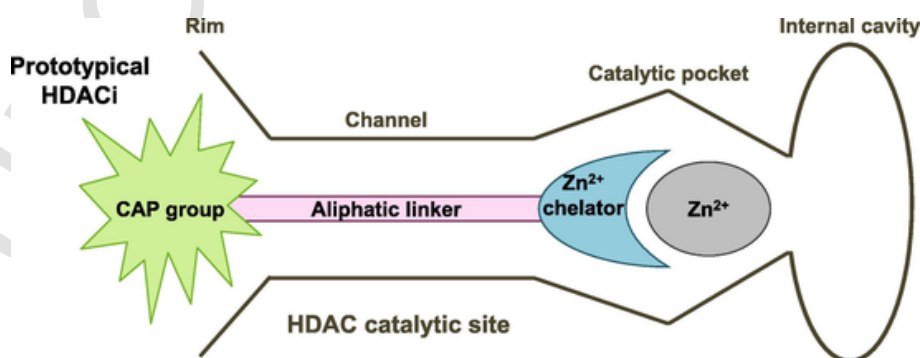 Rim
Internal cavity
Prototypical
HDACi
Catalytic pocket
Channel
CAP group
Aliphatic linker
Zn²⁺
chelator
Zn²⁺
HDAC catalytic site